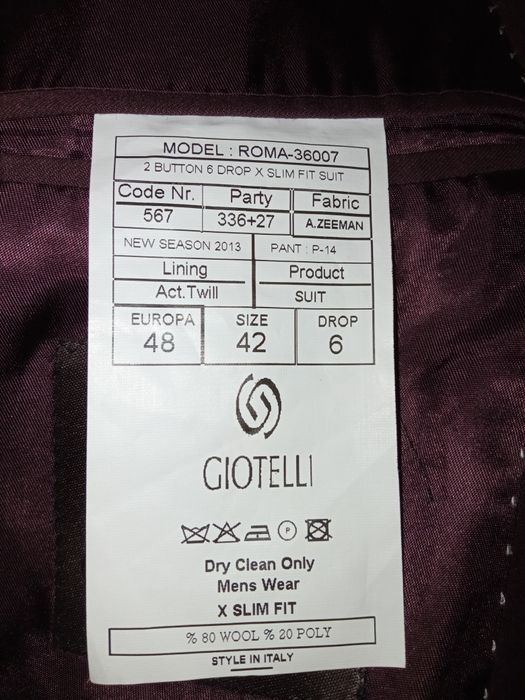 MODEL : ROMA-36007
2 BUTTON 6 DROP X SLIM FIT SUIT
Code Nr. Party Fabric
567 336+27 A.ZEEMAN
NEW SEASON 2013 PANT : P-14
Lining Product
Act.Twill SUIT
EUROPA SIZE DROP
48 42 6
GIOTELLI
P
Dry Clean Only
Mens Wear
X SLIM FIT
% 80 WOOL % 20 POLY
STYLE IN ITALY